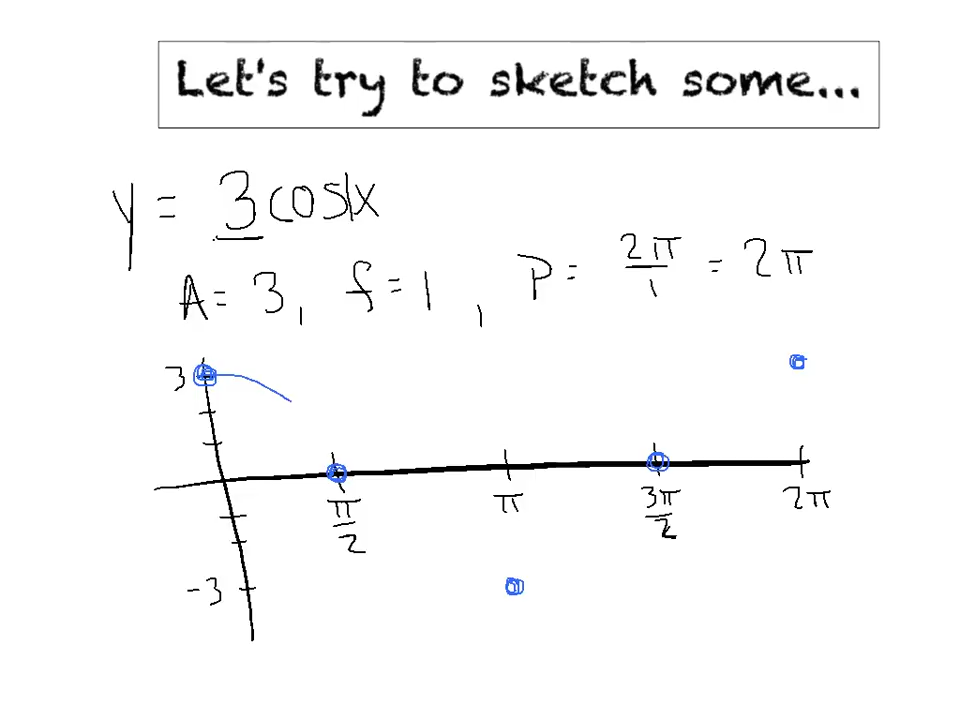 Let's try to sketch some...
y = 3cos1x
A = 3, f = 1, P = 2π/1 = 2π
3
π/2 π 3π/2 2π
-3